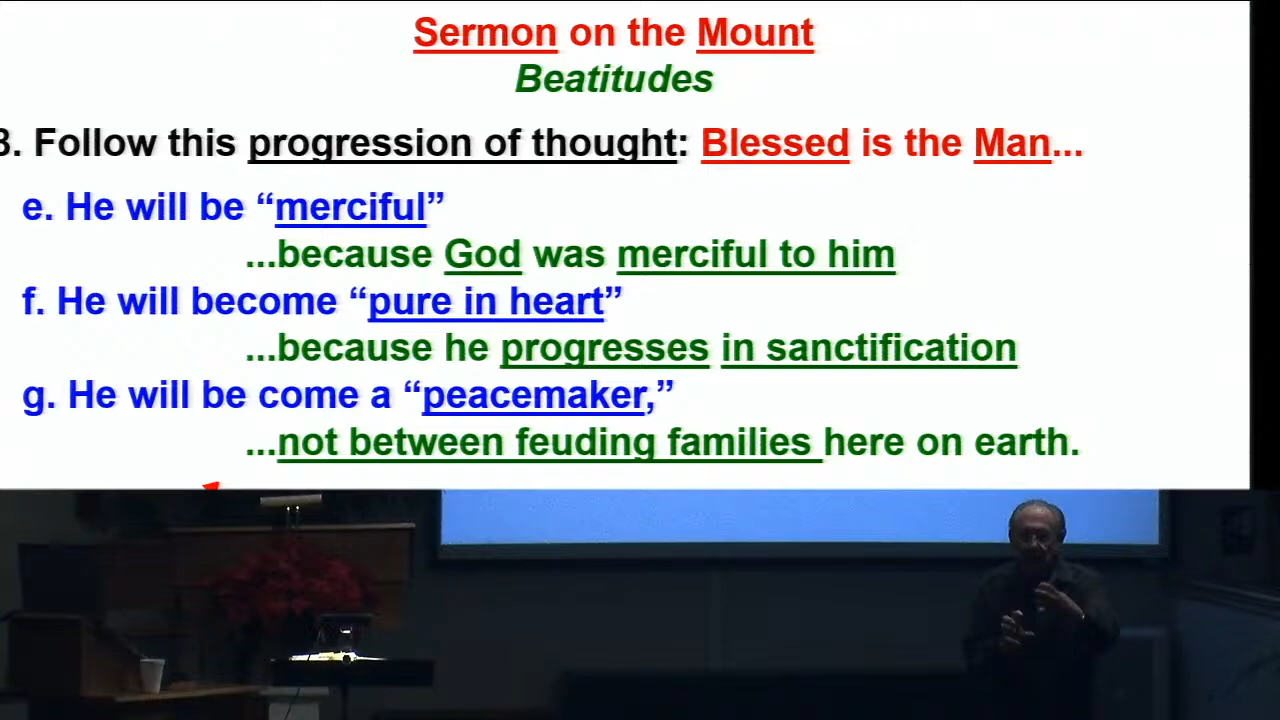 Sermon on the Mount
Beatitudes
3. Follow this progression of thought: Blessed is the Man...
e. He will be “merciful”
...because God was merciful to him
f. He will become “pure in heart”
...because he progresses in sanctification
g. He will be come a “peacemaker,”
...not between feuding families here on earth.